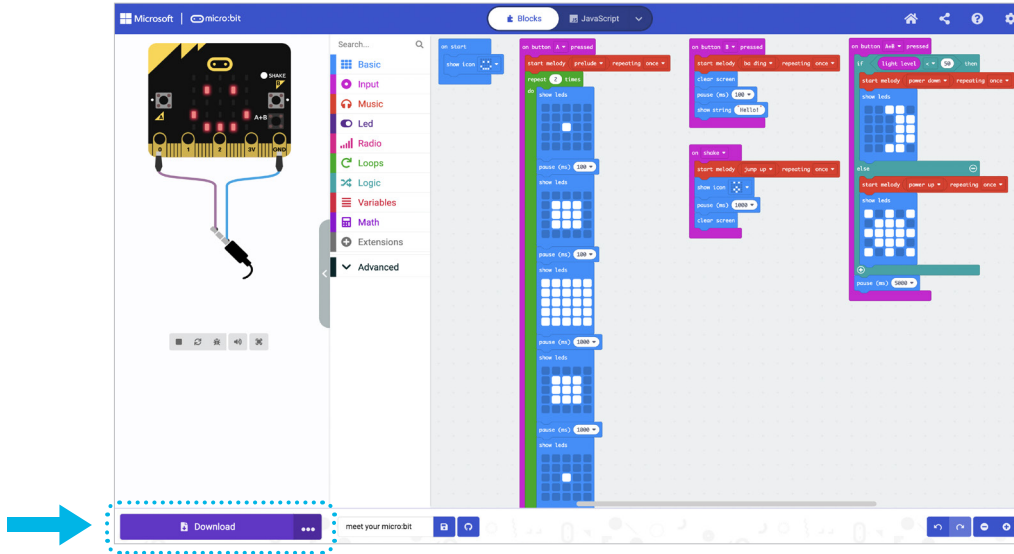 Microsoft
micro:bit
Blocks
JavaScript
SHAKE
A+B
0 1 2 3V GND
Search...
Basic
Input
Music
Led
Radio
Loops
Logic
Variables
Math
Extensions
Advanced
on start
show icon
on button A pressed
start melody prelude repeating once
repeat 2 times
do
show leds
pause (ms) 100
show leds
pause (ms) 100
show leds
pause (ms) 1000
show leds
pause (ms) 1000
show leds
on button B pressed
start melody ba ding repeating once
clear screen
pause (ms) 100
show string Hello!
on shake
start melody jump up repeating once
show icon
pause (ms) 1000
clear screen
on button A+B pressed
if light level < 50 then
start melody power down repeating once
show leds
else
start melody power up repeating once
show leds
pause (ms) 5000
Download
meet your micro:bit